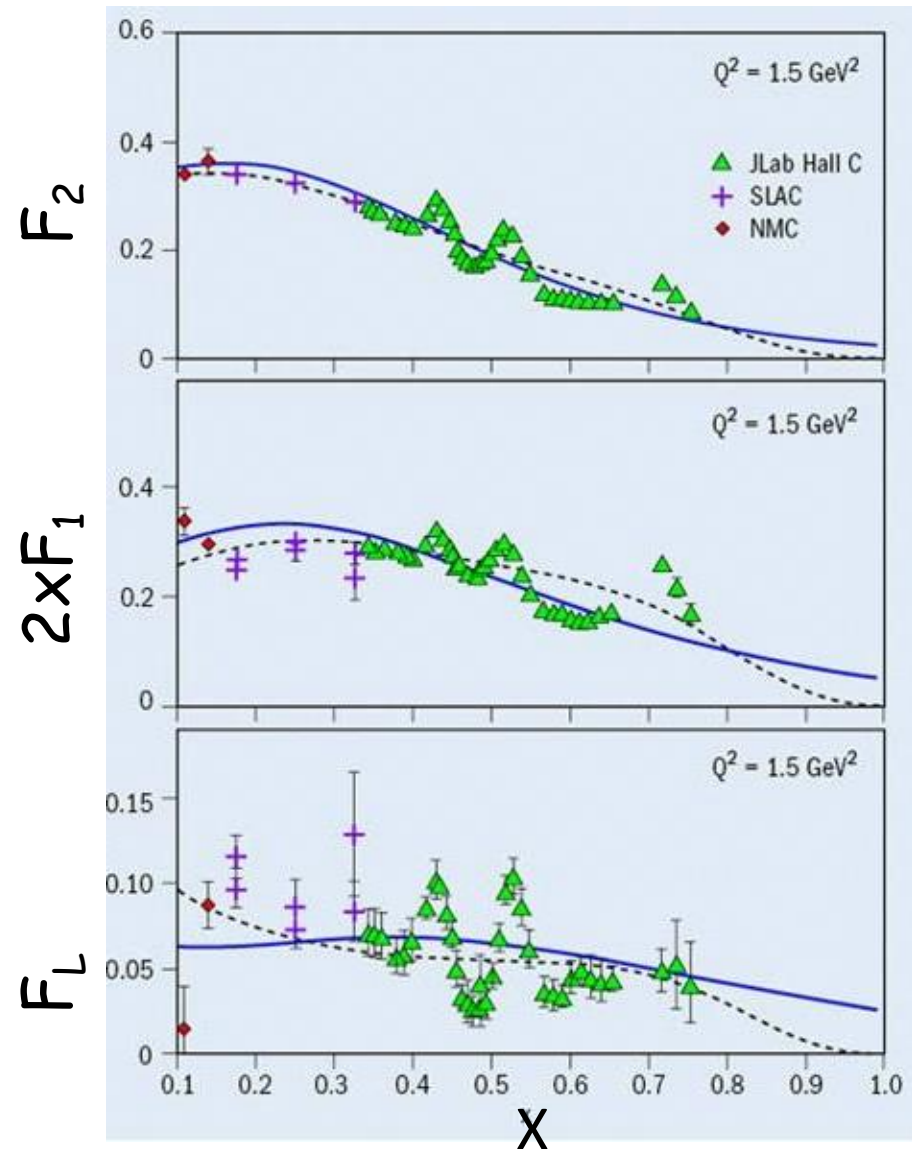 F₂
0.6
0.4
0.2
0
Q² = 1.5 GeV²
JLab Hall C
SLAC
NMC
2xF₁
0.4
0.2
0
Q² = 1.5 GeV²
F_L
0.15
0.10
0.05
0
Q² = 1.5 GeV²
0.1 0.2 0.3 0.4 0.5 0.6 0.7 0.8 0.9 1.0
X